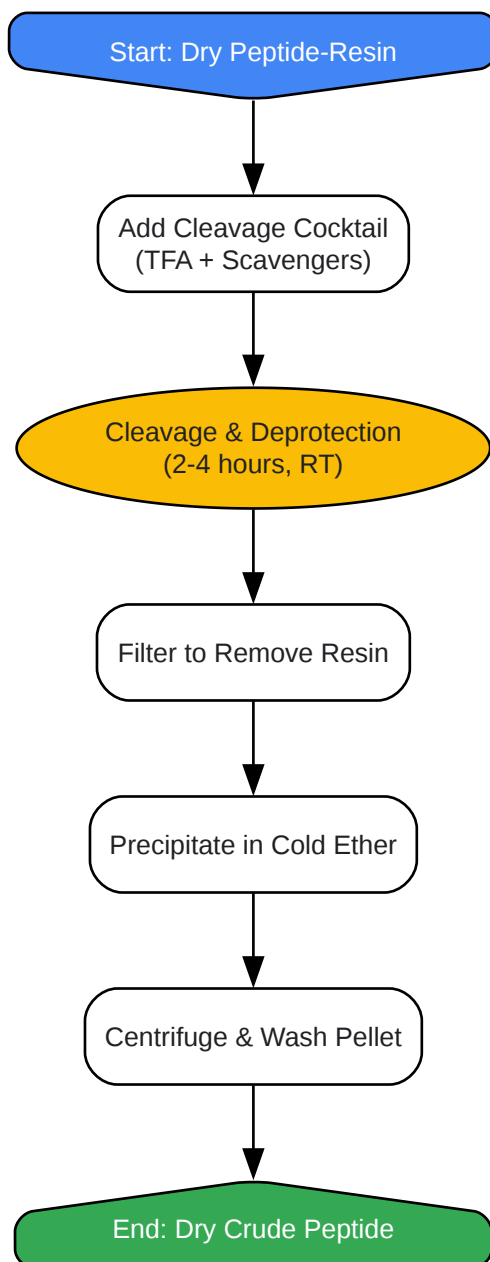 Start: Dry Peptide-Resin
Add Cleavage Cocktail
(TFA + Scavengers)
Cleavage & Deprotection
(2-4 hours, RT)
Filter to Remove Resin
Precipitate in Cold Ether
Centrifuge & Wash Pellet
End: Dry Crude Peptide